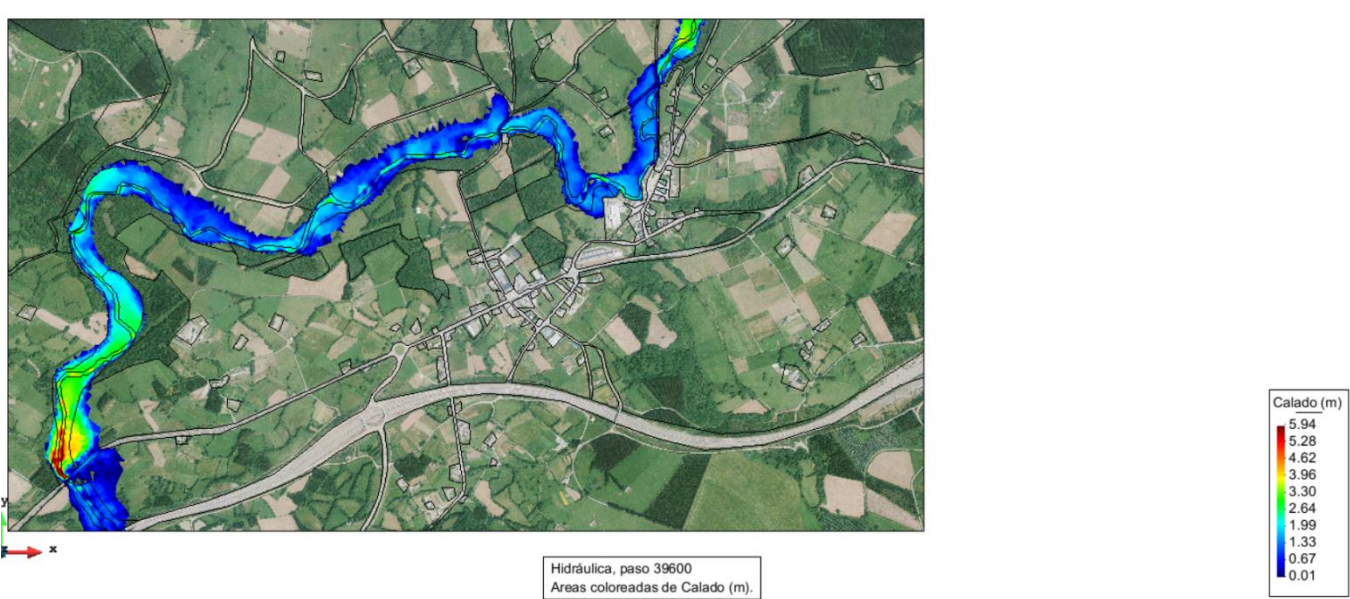 Calado (m)
5.94
5.28
4.62
3.96
3.30
2.64
1.99
1.33
0.67
0.01
y
x
Hidráulica, paso 39600
Areas coloreadas de Calado (m).